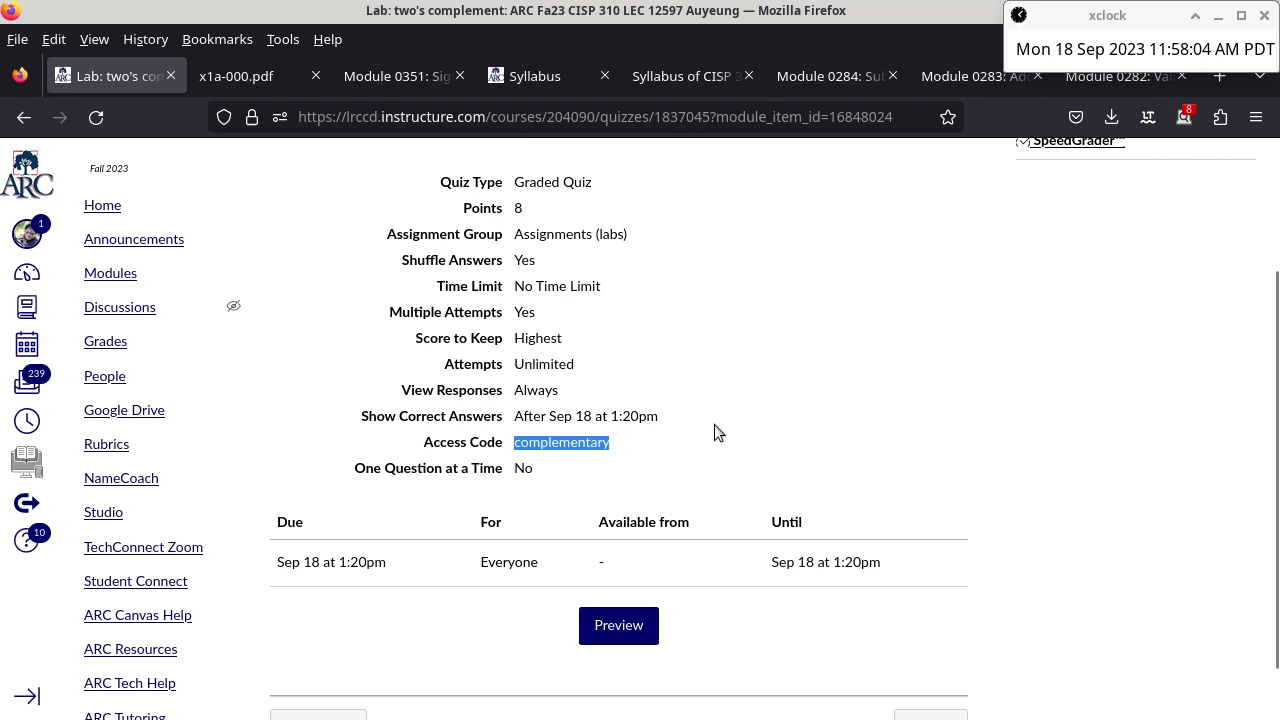 Lab: two's complement: ARC Fa23 CISP 310 LEC 12597 Auyeung — Mozilla Firefox
xclock
Mon 18 Sep 2023 11:58:04 AM PDT
File Edit View History Bookmarks Tools Help
Lab: two's con
x1a-000.pdf
Module 0351: Sig
Syllabus
Syllabus of CISP 3
Module 0284: Sul
Module 0283: Ad
Module 0282: Val
https://lrccd.instructure.com/courses/204090/quizzes/1837045?module_item_id=16848024
8
SpeedGrader™
ARC
1
239
10
Fall 2023
Home
Announcements
Modules
Discussions
Grades
People
Google Drive
Rubrics
NameCoach
Studio
TechConnect Zoom
Student Connect
ARC Canvas Help
ARC Resources
ARC Tech Help
ARC Tutoring
Quiz Type Graded Quiz
Points 8
Assignment Group Assignments (labs)
Shuffle Answers Yes
Time Limit No Time Limit
Multiple Attempts Yes
Score to Keep Highest
Attempts Unlimited
View Responses Always
Show Correct Answers After Sep 18 at 1:20pm
Access Code complementary
One Question at a Time No
Due For Available from Until
Sep 18 at 1:20pm Everyone - Sep 18 at 1:20pm
Preview